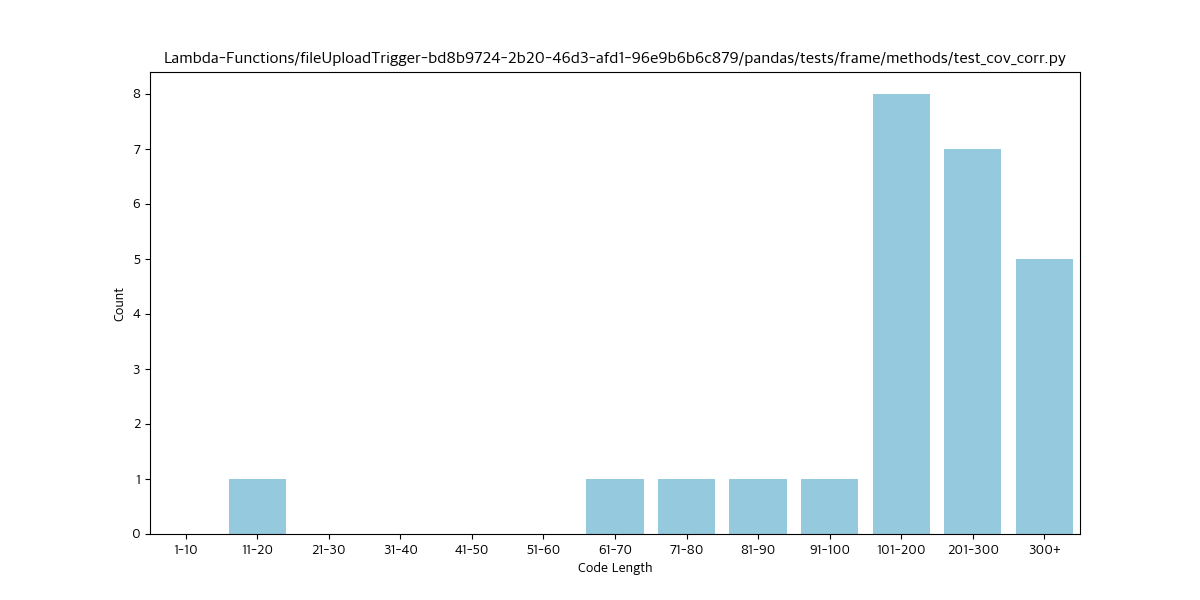 Lambda-Functions/fileUploadTrigger-bd8b9724-2b20-46d3-afd1-96e9b6b6c879/pandas/tests/frame/methods/test_cov_corr.py
8
7
6
5
4
3
2
1
0
Count
1-10 11-20 21-30 31-40 41-50 51-60 61-70 71-80 81-90 91-100 101-200 201-300 300+
Code Length